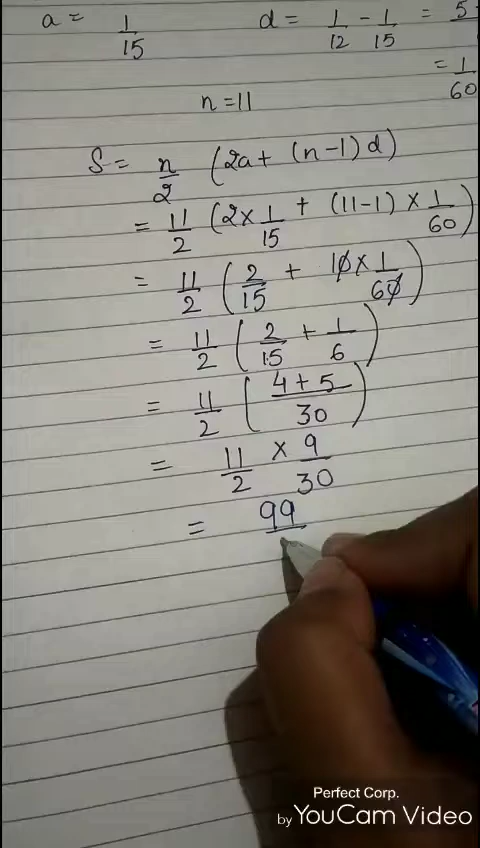 a = 1/15 d = 1/12 - 1/15 = 5
= 1/60
n = 11
S = n/2 (2a + (n-1) d)
= 11/2 (2 × 1/15 + (11-1) × 1/60)
= 11/2 (2/15 + 10 × 1/60)
= 11/2 (2/15 + 1/6)
= 11/2 (4+5/30)
= 11/2 × 9/30
= 99
Perfect Corp.
by YouCam Video